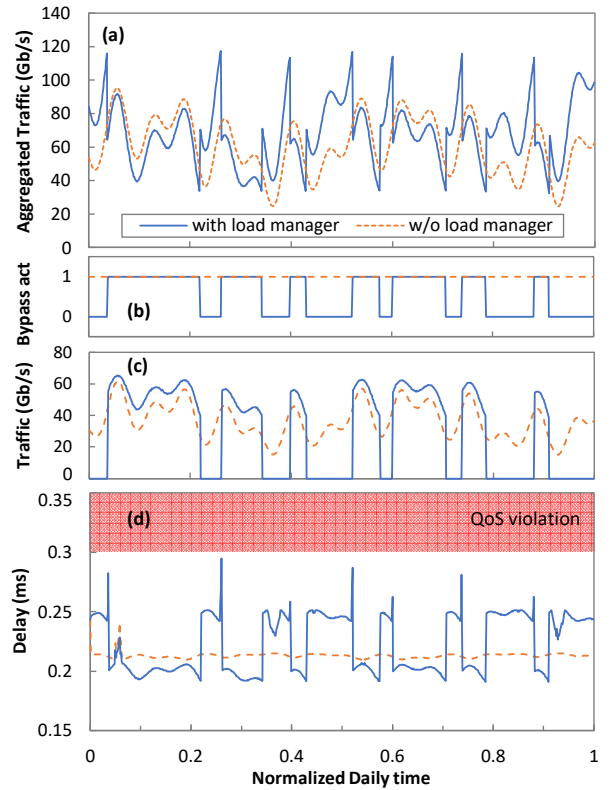 (a)
Aggregated Traffic (Gb/s)
140
120
100
80
60
40
20
0
with load manager
w/o load manager
(b)
Bypass act
1
0
(c)
Traffic (Gb/s)
80
60
40
20
0
(d)
QoS violation
Delay (ms)
0.35
0.3
0.25
0.2
0.15
0 0.2 0.4 0.6 0.8 1
Normalized Daily time